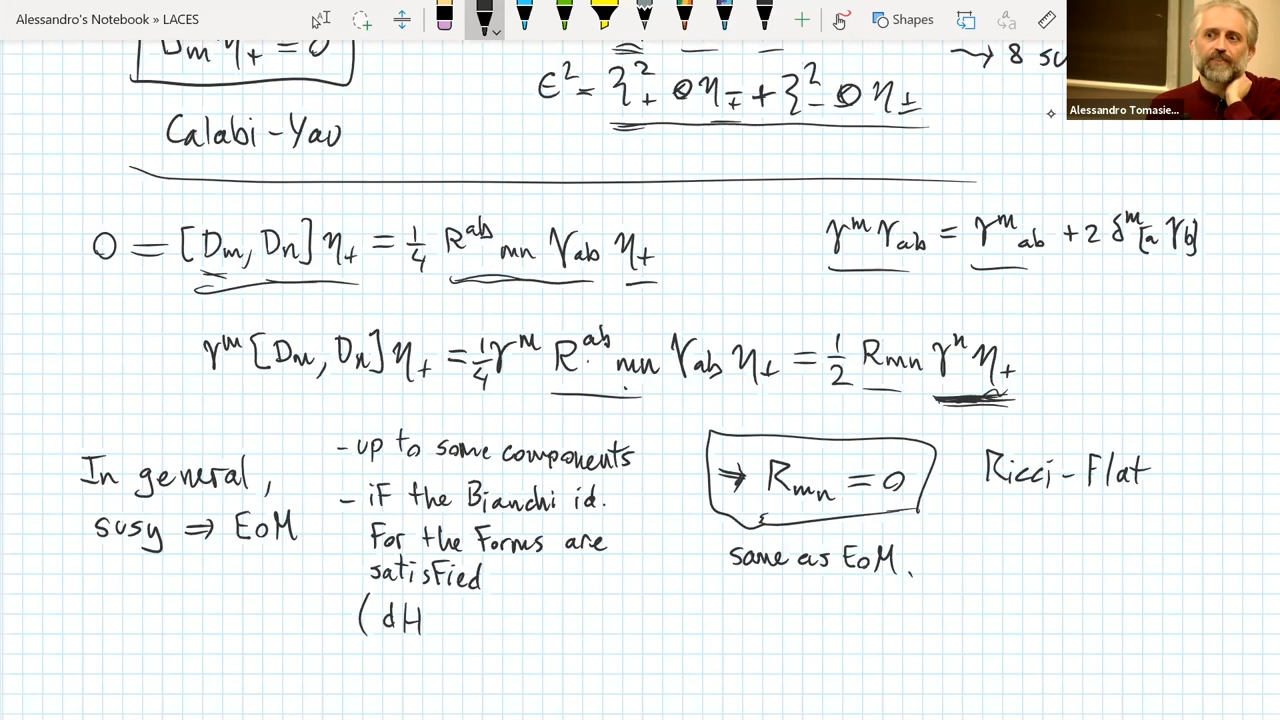 Alessandro's Notebook » LACES
Shapes
Alessandro Tomasie...
D_m η_+ = 0
→ 8 su
ϵ² = ξ²_+ ⊗ η_∓ + ξ²_- ⊗ η_±
Calabi-Yau
0 = [D_m, D_n] η_+ = 1/4 R^{ab}_{mn} γ_{ab} η_+
γ^m γ_{ab} = γ^m_{ab} + 2 δ^m_{[a} γ_{b]}
γ^m [D_m, D_n] η_+ = 1/4 γ^m R^{ab}_{mn} γ_{ab} η_+ = 1/2 R_{mn} γ^n η_+
In general,
susy ⇒ EoM
- up to some components
- if the Bianchi id.
for the forms are
satisfied
(dH
⇒ R_{mn} = 0
Ricci-Flat
same as EoM.